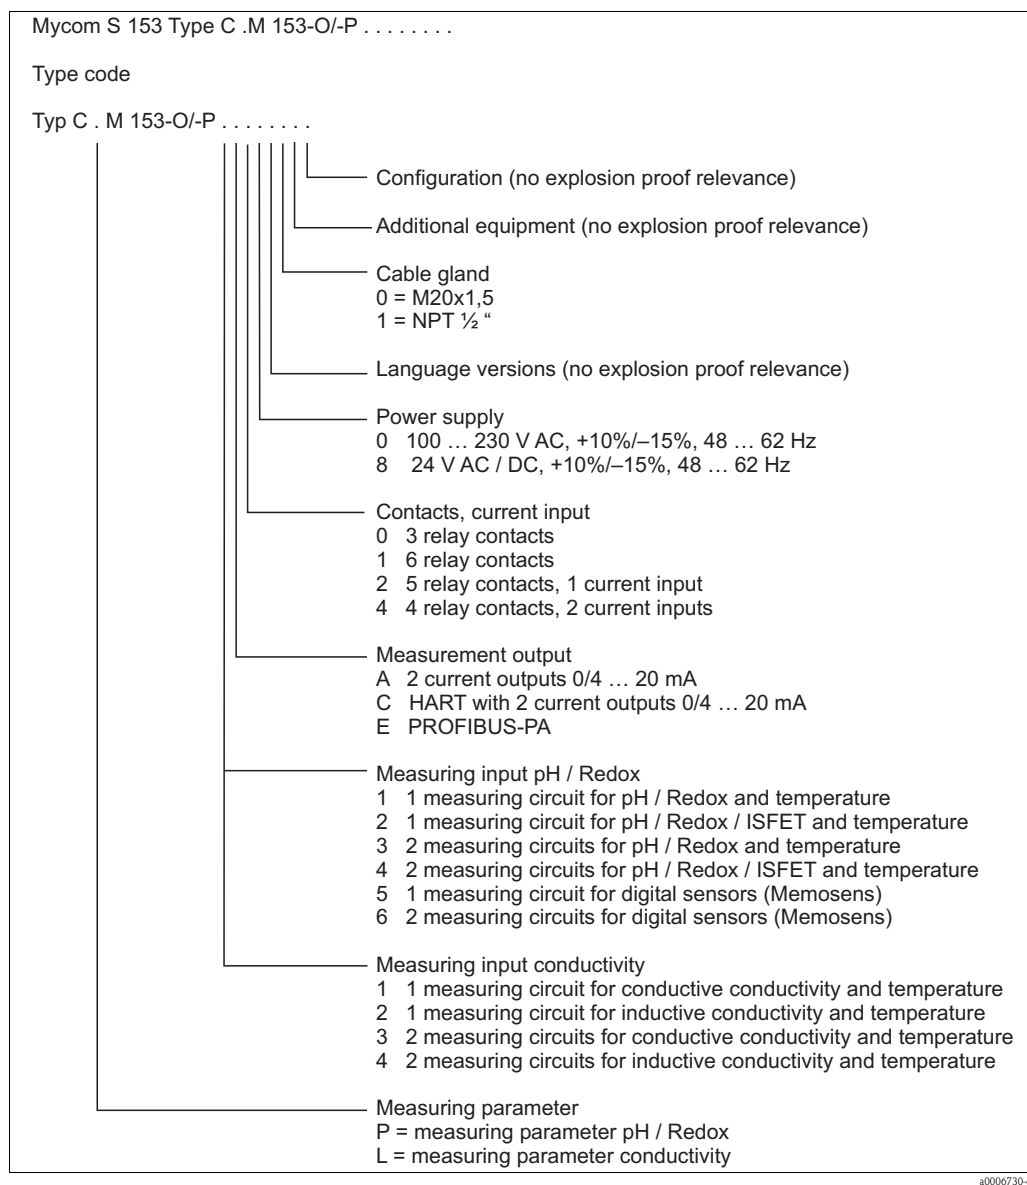 Mycom S 153 Type C .M 153-O/-P . . . . . . . .
Type code
Typ C . M 153-O/-P . . . . . . . .
Configuration (no explosion proof relevance)
Additional equipment (no explosion proof relevance)
Cable gland
0 = M20x1,5
1 = NPT ½ “
Language versions (no explosion proof relevance)
Power supply
0 100 … 230 V AC, +10%/–15%, 48 … 62 Hz
8 24 V AC / DC, +10%/–15%, 48 … 62 Hz
Contacts, current input
0 3 relay contacts
1 6 relay contacts
2 5 relay contacts, 1 current input
4 4 relay contacts, 2 current inputs
Measurement output
A 2 current outputs 0/4 … 20 mA
C HART with 2 current outputs 0/4 … 20 mA
E PROFIBUS-PA
Measuring input pH / Redox
1 1 measuring circuit for pH / Redox and temperature
2 1 measuring circuit for pH / Redox / ISFET and temperature
3 2 measuring circuits for pH / Redox and temperature
4 2 measuring circuits for pH / Redox / ISFET and temperature
5 1 measuring circuit for digital sensors (Memosens)
6 2 measuring circuits for digital sensors (Memosens)
Measuring input conductivity
1 1 measuring circuit for conductive conductivity and temperature
2 1 measuring circuit for inductive conductivity and temperature
3 2 measuring circuits for conductive conductivity and temperature
4 2 measuring circuits for inductive conductivity and temperature
Measuring parameter
P = measuring parameter pH / Redox
L = measuring parameter conductivity